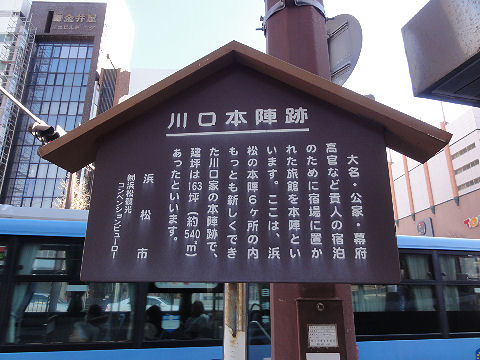 金井屋
川口本陣跡
大名・公家・幕府
高官など貴人の宿泊
のために宿場に置か
れた旅館を本陣とい
います。ここは、浜
松の本陣6ヶ所の内
もっとも新しくでき
た川口家の本陣跡で、
建坪は163坪(約540㎡)
あったといいます。
浜松市
㈶浜松観光
コンベンションビューロー